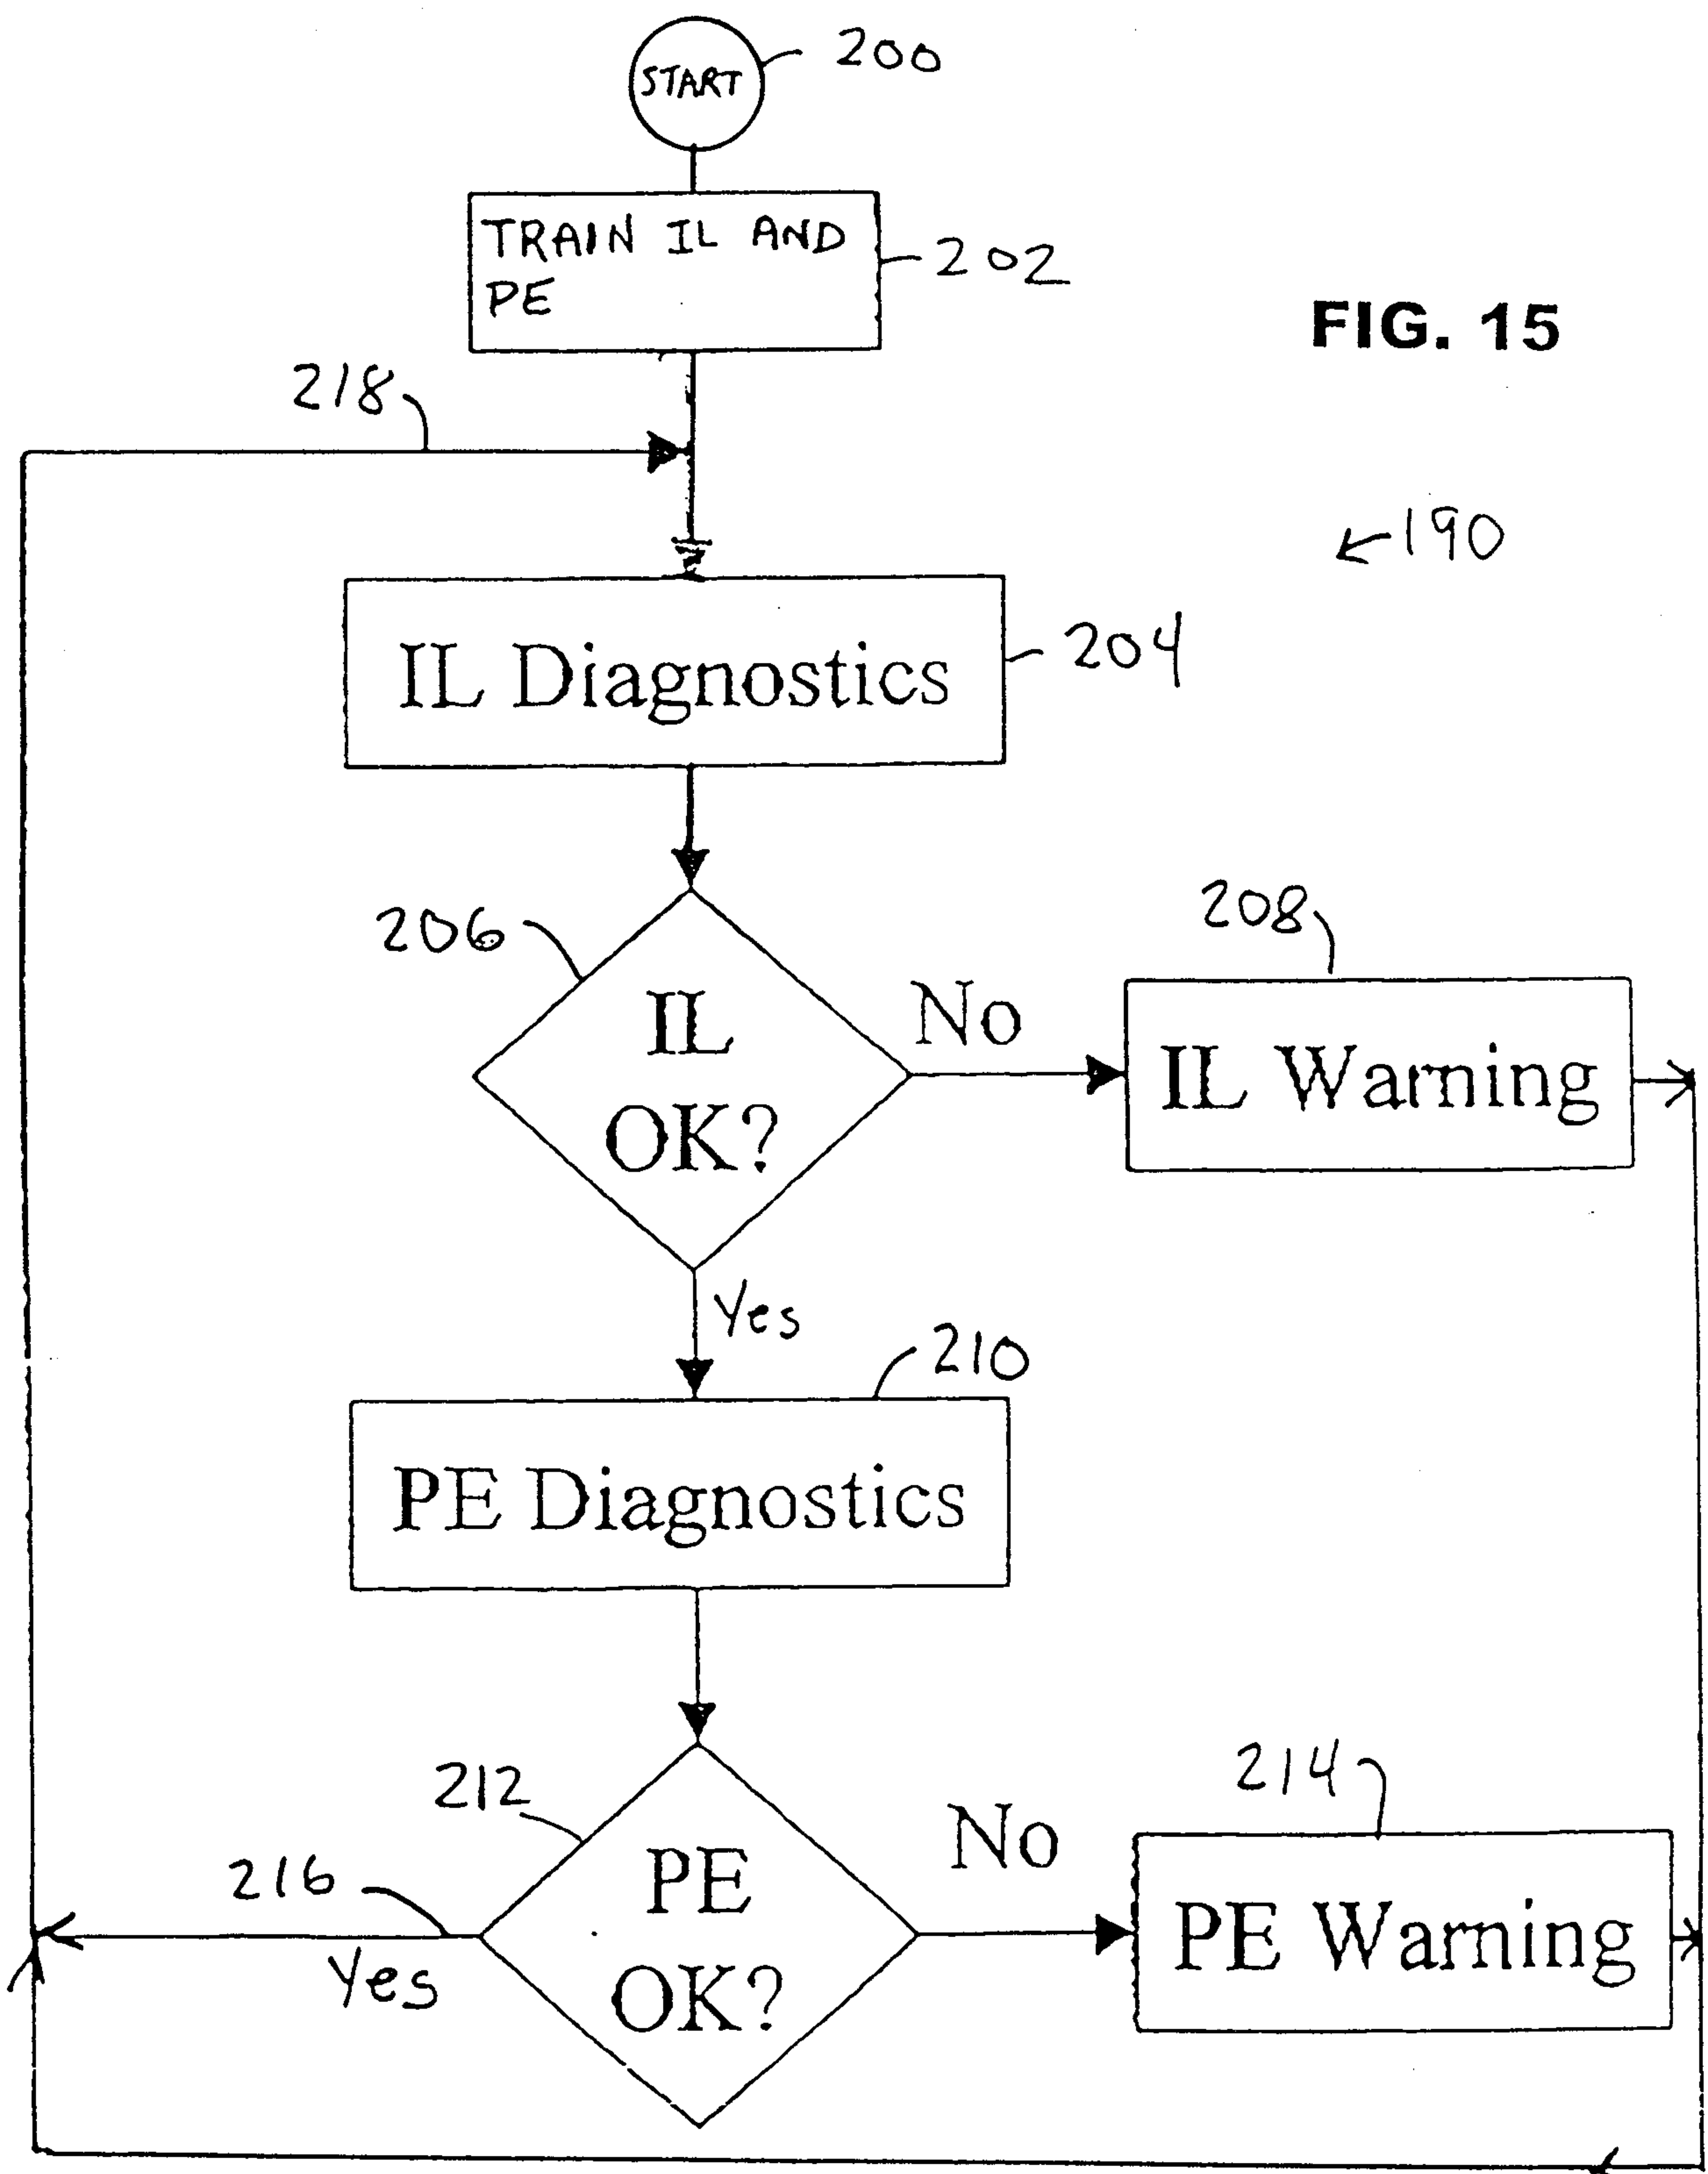 START
200
TRAIN IL AND
PE
202
FIG. 15
218
190
IL Diagnostics
204
206
IL
OK?
No
208
IL Warning
Yes
210
PE Diagnostics
212
PE
OK?
No
214
PE Warning
216
Yes